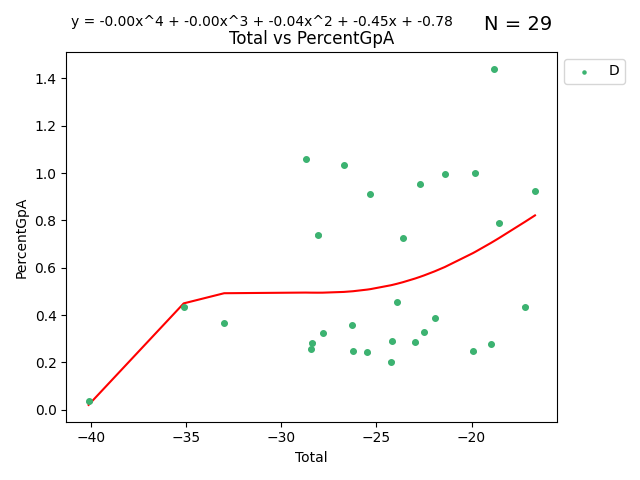 y = -0.00x^4 + -0.00x^3 + -0.04x^2 + -0.45x + -0.78
N = 29
Total vs PercentGpA
D
PercentGpA
1.4
1.2
1.0
0.8
0.6
0.4
0.2
0.0
−40
−35
−30
−25
−20
Total